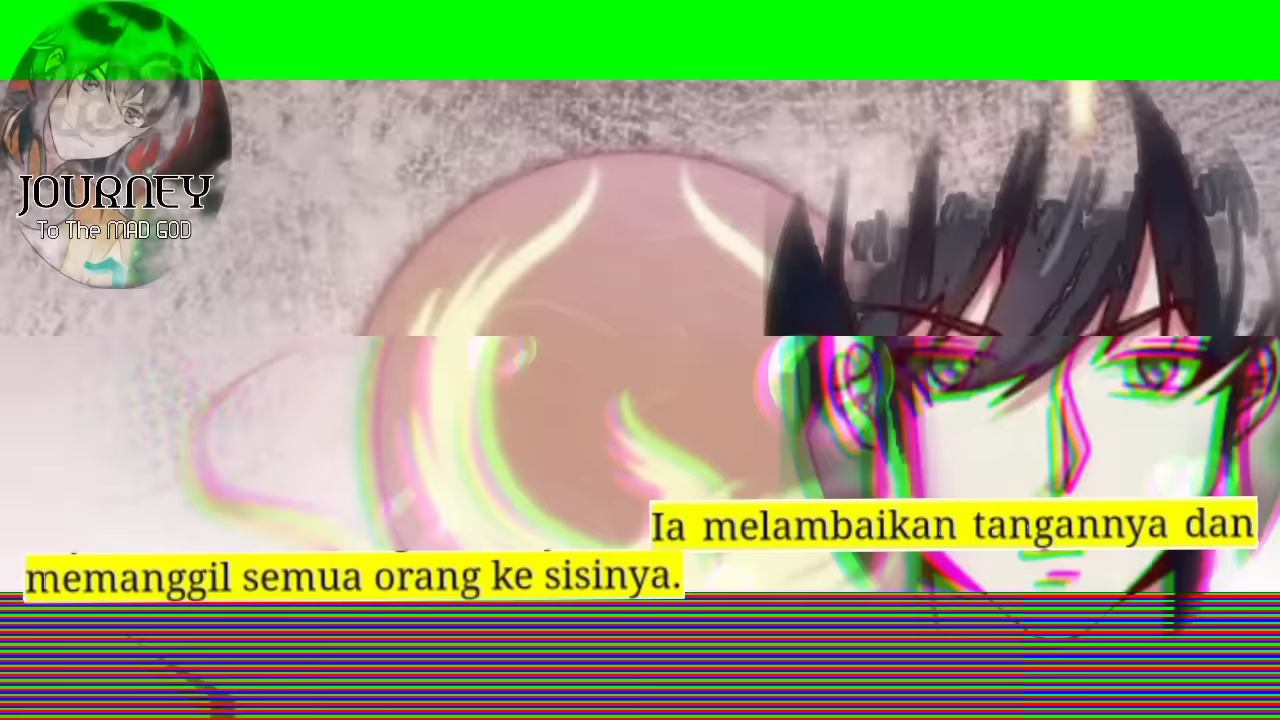 JOURNEY
To The MAD GOD
Ia melambaikan tangannya dan
memanggil semua orang ke sisinya.